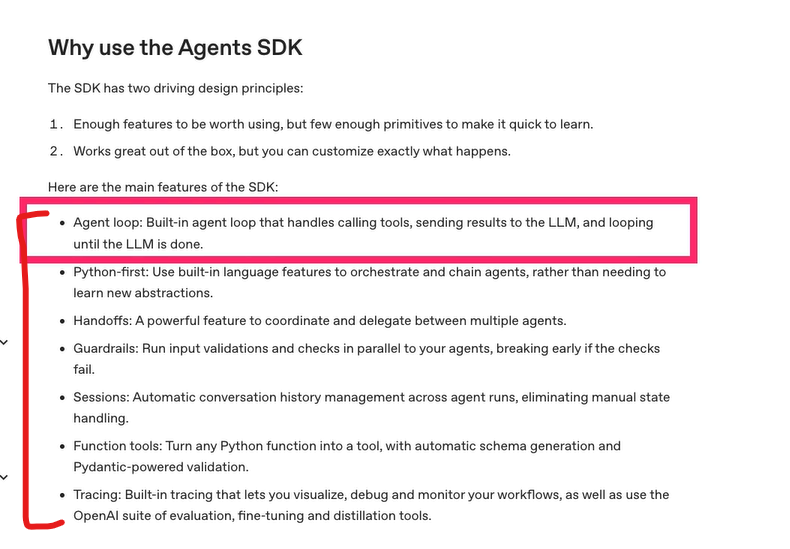 Why use the Agents SDK
The SDK has two driving design principles:
1. Enough features to be worth using, but few enough primitives to make it quick to learn.
2. Works great out of the box, but you can customize exactly what happens.
Here are the main features of the SDK:
• Agent loop: Built-in agent loop that handles calling tools, sending results to the LLM, and looping
until the LLM is done.
• Python-first: Use built-in language features to orchestrate and chain agents, rather than needing to
learn new abstractions.
• Handoffs: A powerful feature to coordinate and delegate between multiple agents.
• Guardrails: Run input validations and checks in parallel to your agents, breaking early if the checks
fail.
• Sessions: Automatic conversation history management across agent runs, eliminating manual state
handling.
• Function tools: Turn any Python function into a tool, with automatic schema generation and
Pydantic-powered validation.
• Tracing: Built-in tracing that lets you visualize, debug and monitor your workflows, as well as use the
OpenAI suite of evaluation, fine-tuning and distillation tools.